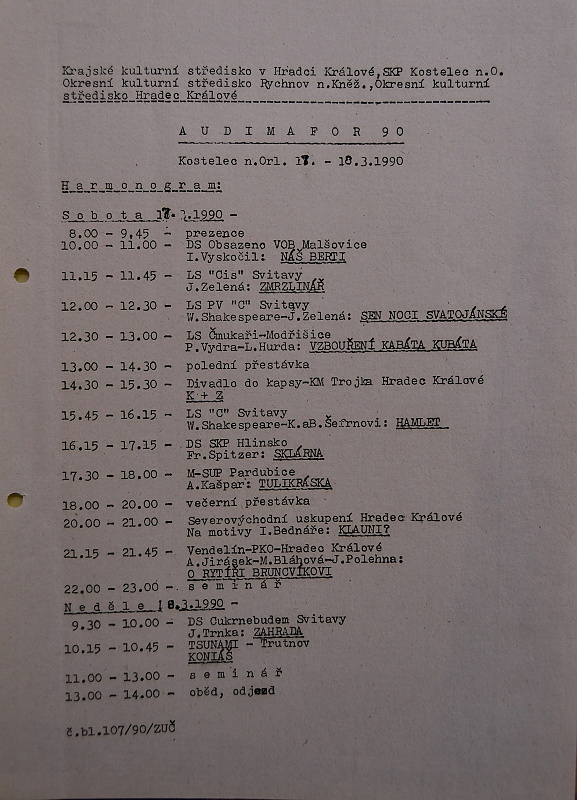 Krajské kulturní středisko v Hradci Králové,SKP Kostelec n.O.
Okresní kulturní středisko Rychnov n.Kněž.,Okresní kulturní
středisko Hradec Králové
A U D I M A F O R 90
Kostelec n.Orl. 17. - 18.3.1990
H a r m o n o g r a m:
S o b o t a 17.3.1990 -
8.00 - 9,45 - prezence
10.00 - 11.00 - DS Obsazeno VOB Malšovice
I.Vyskočil: NÁŠ BERTI
11.15 - 11.45 - LS "Cis" Svitavy
J.Zelená: ZMRZLINÁŘ
12.00 - 12.30 - LS PV "C" Svitavy
W.Shakespeare-J.Zelená: SEN NOCI SVATOJÁNSKÉ
12.30 - 13.00 - LS Čmukaři-Modřišice
P.Vydra-L.Hurda: VZBOUŘENÍ KABÁTA KUBÁTA
13.00 - 14.30 - polední přestávka
14.30 - 15.30 - Divadlo do kapsy-KM Trojka Hradec Králové
K + Z
15.45 - 16.15 - LS "C" Svitavy
W.Shakespeare-K.aB.Šefrnovi: HAMLET
16.15 - 17.15 - DS SKP Hlinsko
Fr.Spitzer: SKLÁRNA
17.30 - 18.00 - M-SUP Pardubice
A.Kašpar: TULIKRÁSKA
18.00 - 20.00 - večerní přestávka
20.00 - 21.00 - Severovýchodní uskupení Hradec Králové
Na motivy I.Bednáře: KLAUNI?
21.15 - 21.45 - Vendelín-PKO-Hradec Králové
A.Jirásek-M.Bláhová-J.Polehna:
O RYTÍŘI BRUNCVÍKOVI
22.00 - 23.00 - s e m i n á ř
N e d ě l e 18.3.1990 -
9.30 - 10.00 - DS Cukrnebudem Svitavy
J.Trnka: ZAHRADA
10.15 - 10.45 - TSUNAMI - Trutnov
KONIÁŠ
11.00 - 13.00 - s e m i n á ř
13.00 - 14.00 - oběd, odjezd
č.bl.107/90/ZUČ